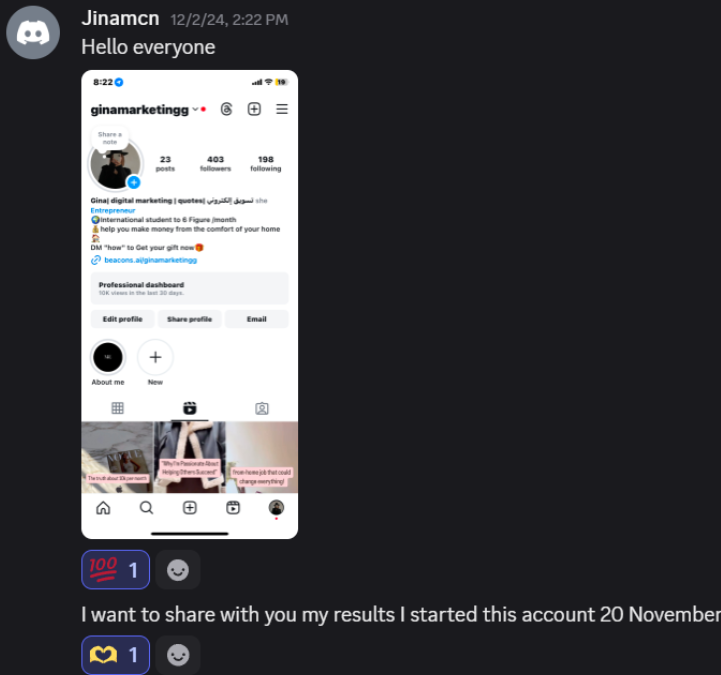 Jinamcn 12/2/24, 2:22 PM
Hello everyone
8:22 19
ginamarketingg
Share a
note
23 403 198
posts followers following
Gina| digital marketing | quotes| تسويق إلكتروني she
Entrepreneur
International student to 6 Figure /month
help you make money from the comfort of your home
DM "how" to Get your gift now
beacons.ai/ginamarketingg
Professional dashboard
10K views in the last 30 days.
Edit profile Share profile Email
About me New
The truth about 10k per month
"Why I'm Passionate About
Helping Others Succeed"
From-home job that could
change everything!
100 1
I want to share with you my results I started this account 20 November
1